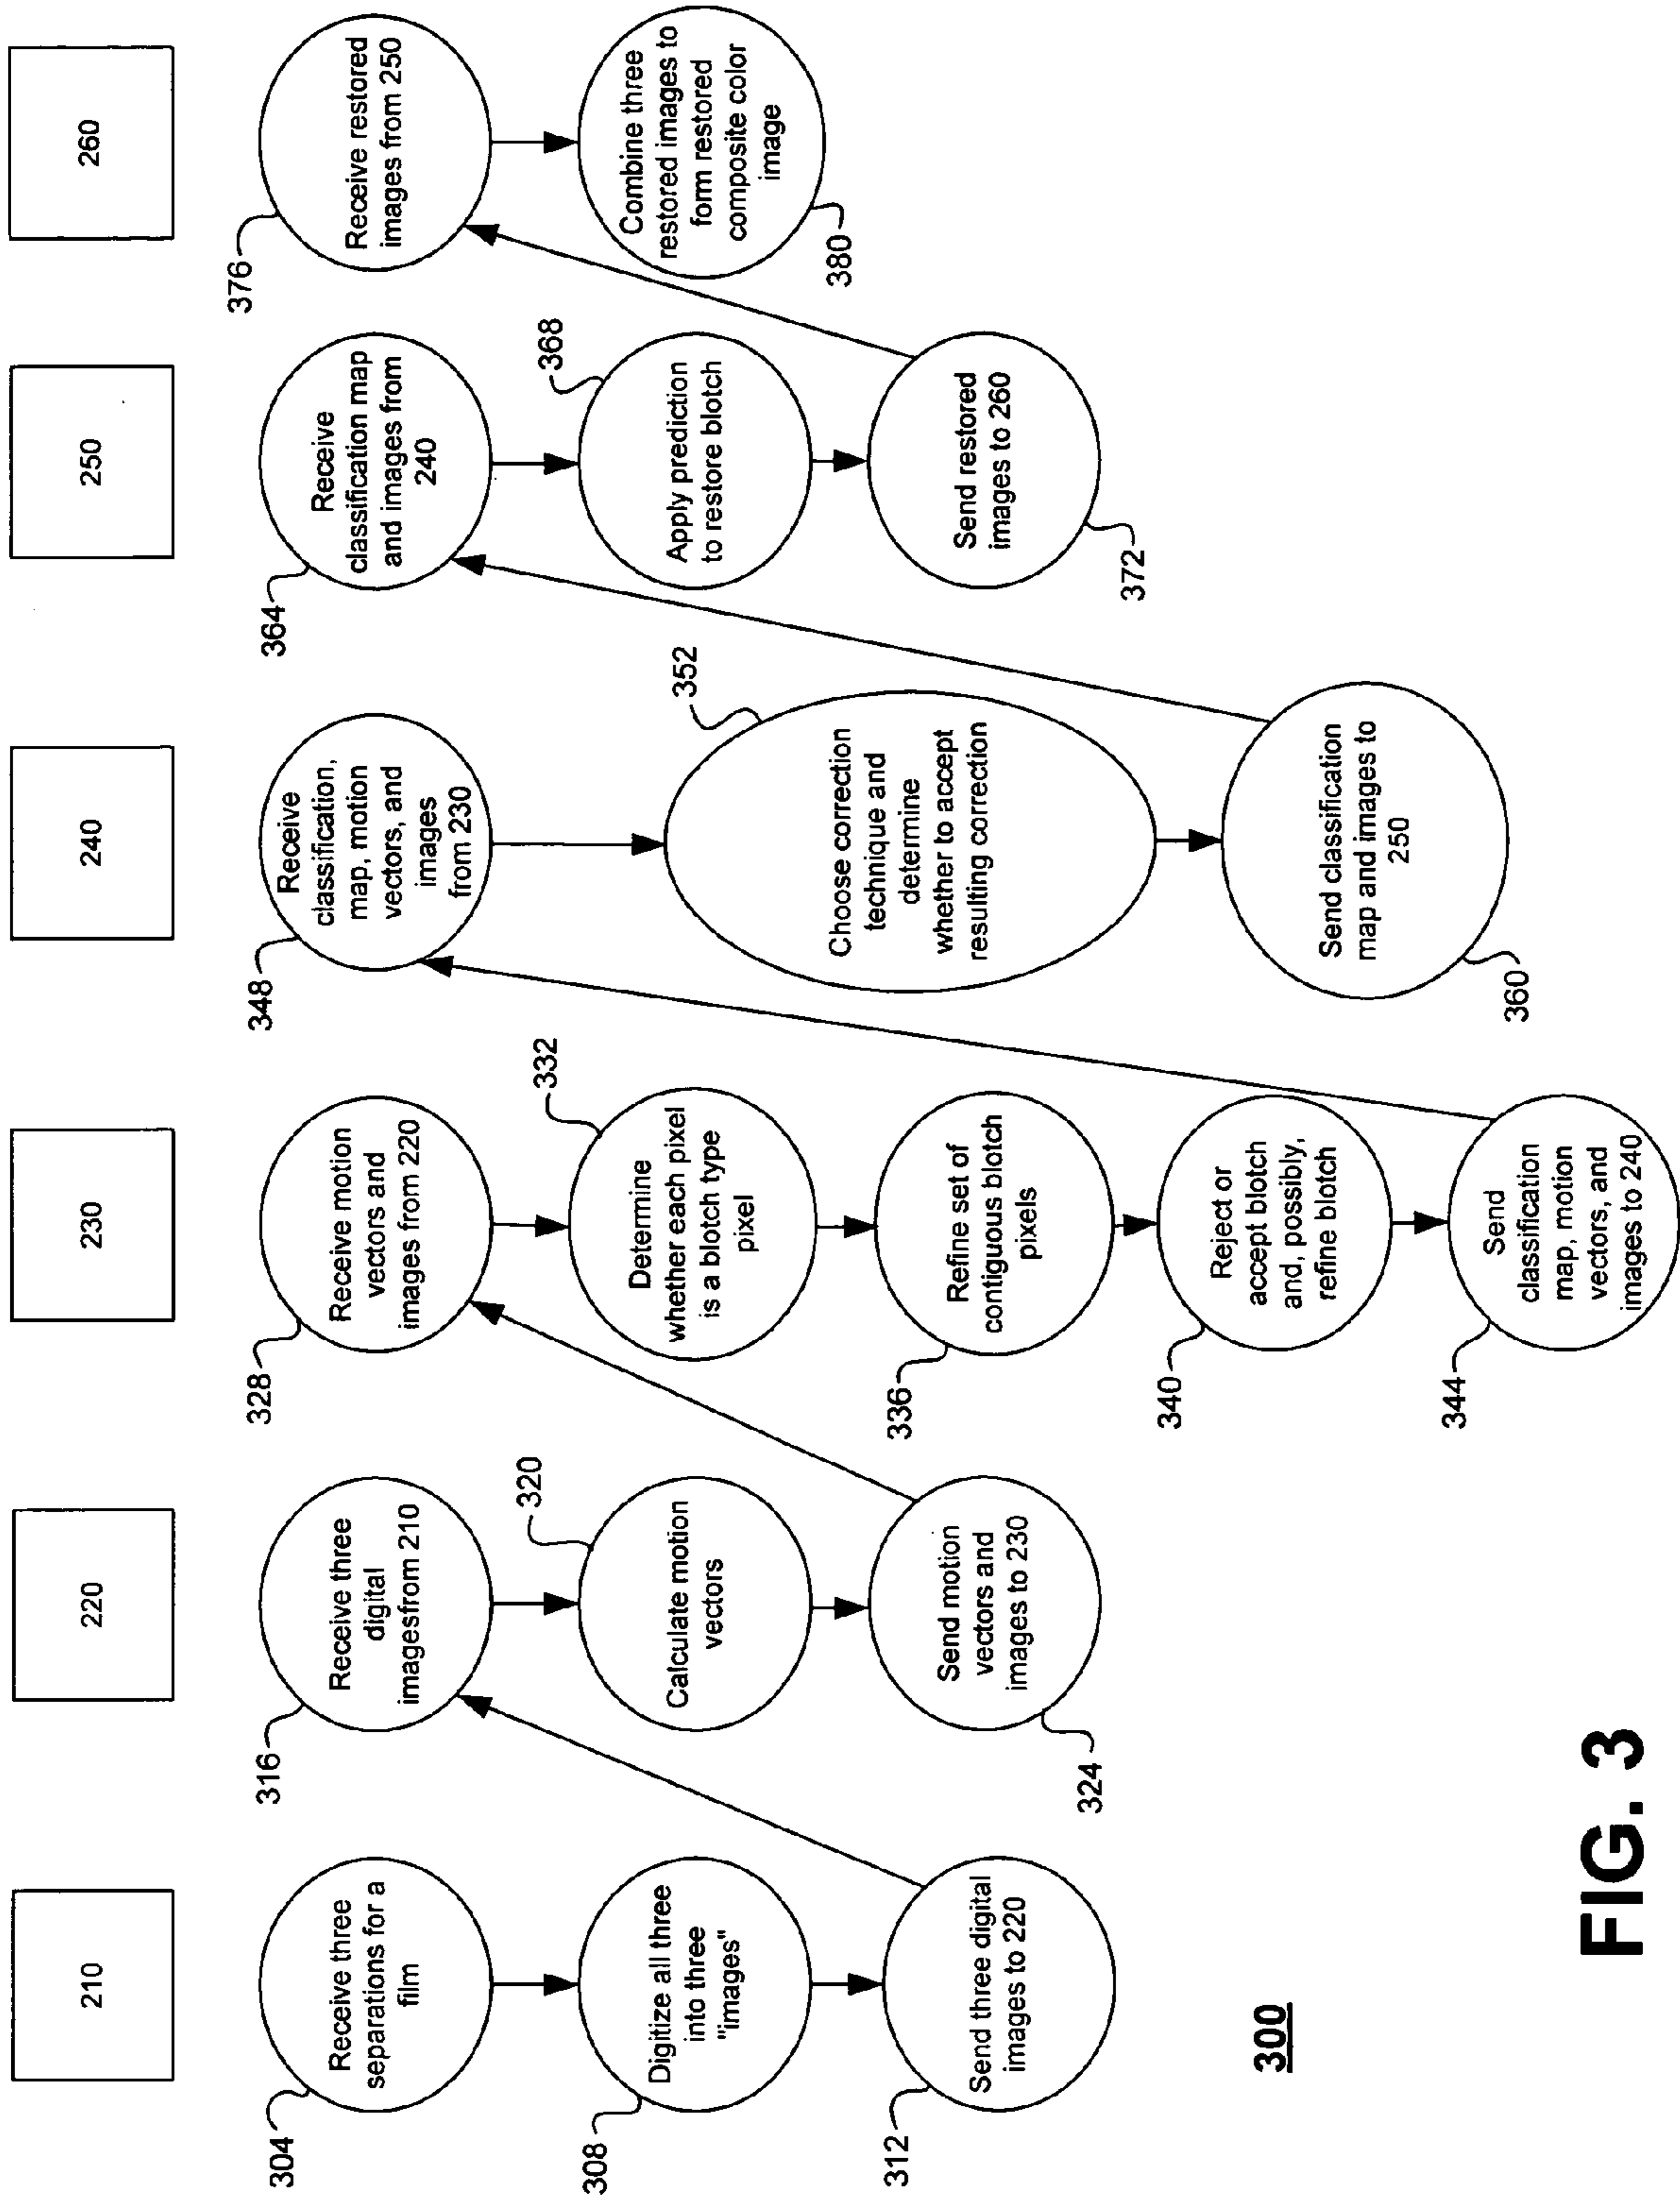 210
220
230
240
250
260
304
Receive three
separations for a
film
308
Digitize all three
into three
"images"
312
Send three digital
images to 220
316
Receive three
digital
imagesfrom 210
320
Calculate motion
vectors
324
Send motion
vectors and
images to 230
328
Receive motion
vectors and
images from 220
332
Determine
whether each pixel
is a blotch type
pixel
336
Refine set of
contiguous blotch
pixels
340
Reject or
accept blotch
and, possibly,
refine blotch
344
Send
classification
map, motion
vectors, and
images to 240
348
Receive
classification,
map, motion
vectors, and
images
from 230
352
Choose correction
technique and
determine
whether to accept
resulting correction
360
Send classification
map and images to
250
364
Receive
classification map
and images from
240
368
Apply prediction
to restore blotch
372
Send restored
images to 260
376
Receive restored
images from 250
380
Combine three
restored images to
form restored
composite color
image
300
FIG. 3